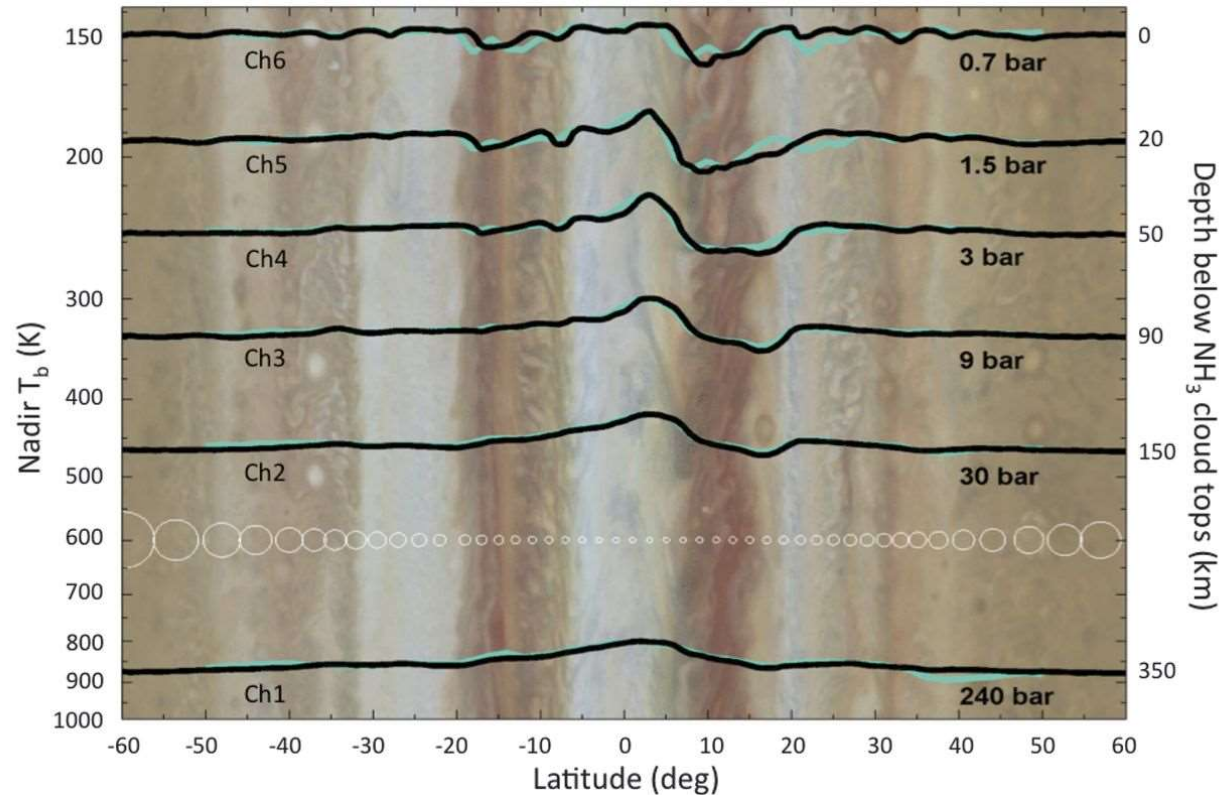 150
200
300
400
500
600
700
800
900
1000
Nadir T_b (K)
Ch6
Ch5
Ch4
Ch3
Ch2
Ch1
0.7 bar
1.5 bar
3 bar
9 bar
30 bar
240 bar
0
20
50
90
150
350
Depth below NH₃ cloud tops (km)
-60 -50 -40 -30 -20 -10 0 10 20 30 40 50 60
Latitude (deg)